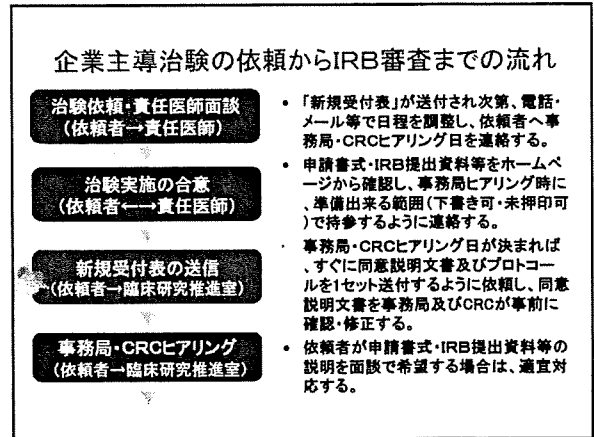 企業主導治験の依頼からIRB審査までの流れ
治験依頼・責任医師面談
(依頼者→責任医師)
治験実施の合意
(依頼者←→責任医師)
新規受付表の送信
(依頼者→臨床研究推進室)
事務局・CRCヒアリング
(依頼者→臨床研究推進室)
• 「新規受付表」が送付され次第、電話・
メール等で日程を調整し、依頼者へ事
務局・CRCヒアリング日を連絡する。
• 申請書式・IRB提出資料等をホームペ
ージから確認し、事務局ヒアリング時に
、準備出来る範囲(下書き可・未押印可
)で持参するように連絡する。
• 事務局・CRCヒアリング日が決まれば
、すぐに同意説明文書及びプロトコー
ルを1セット送付するように依頼し、同意
説明文書を事務局及びCRCが事前に
確認・修正する。
• 依頼者が申請書式・IRB提出資料等の
説明を面談で希望する場合は、適宜対
応する。